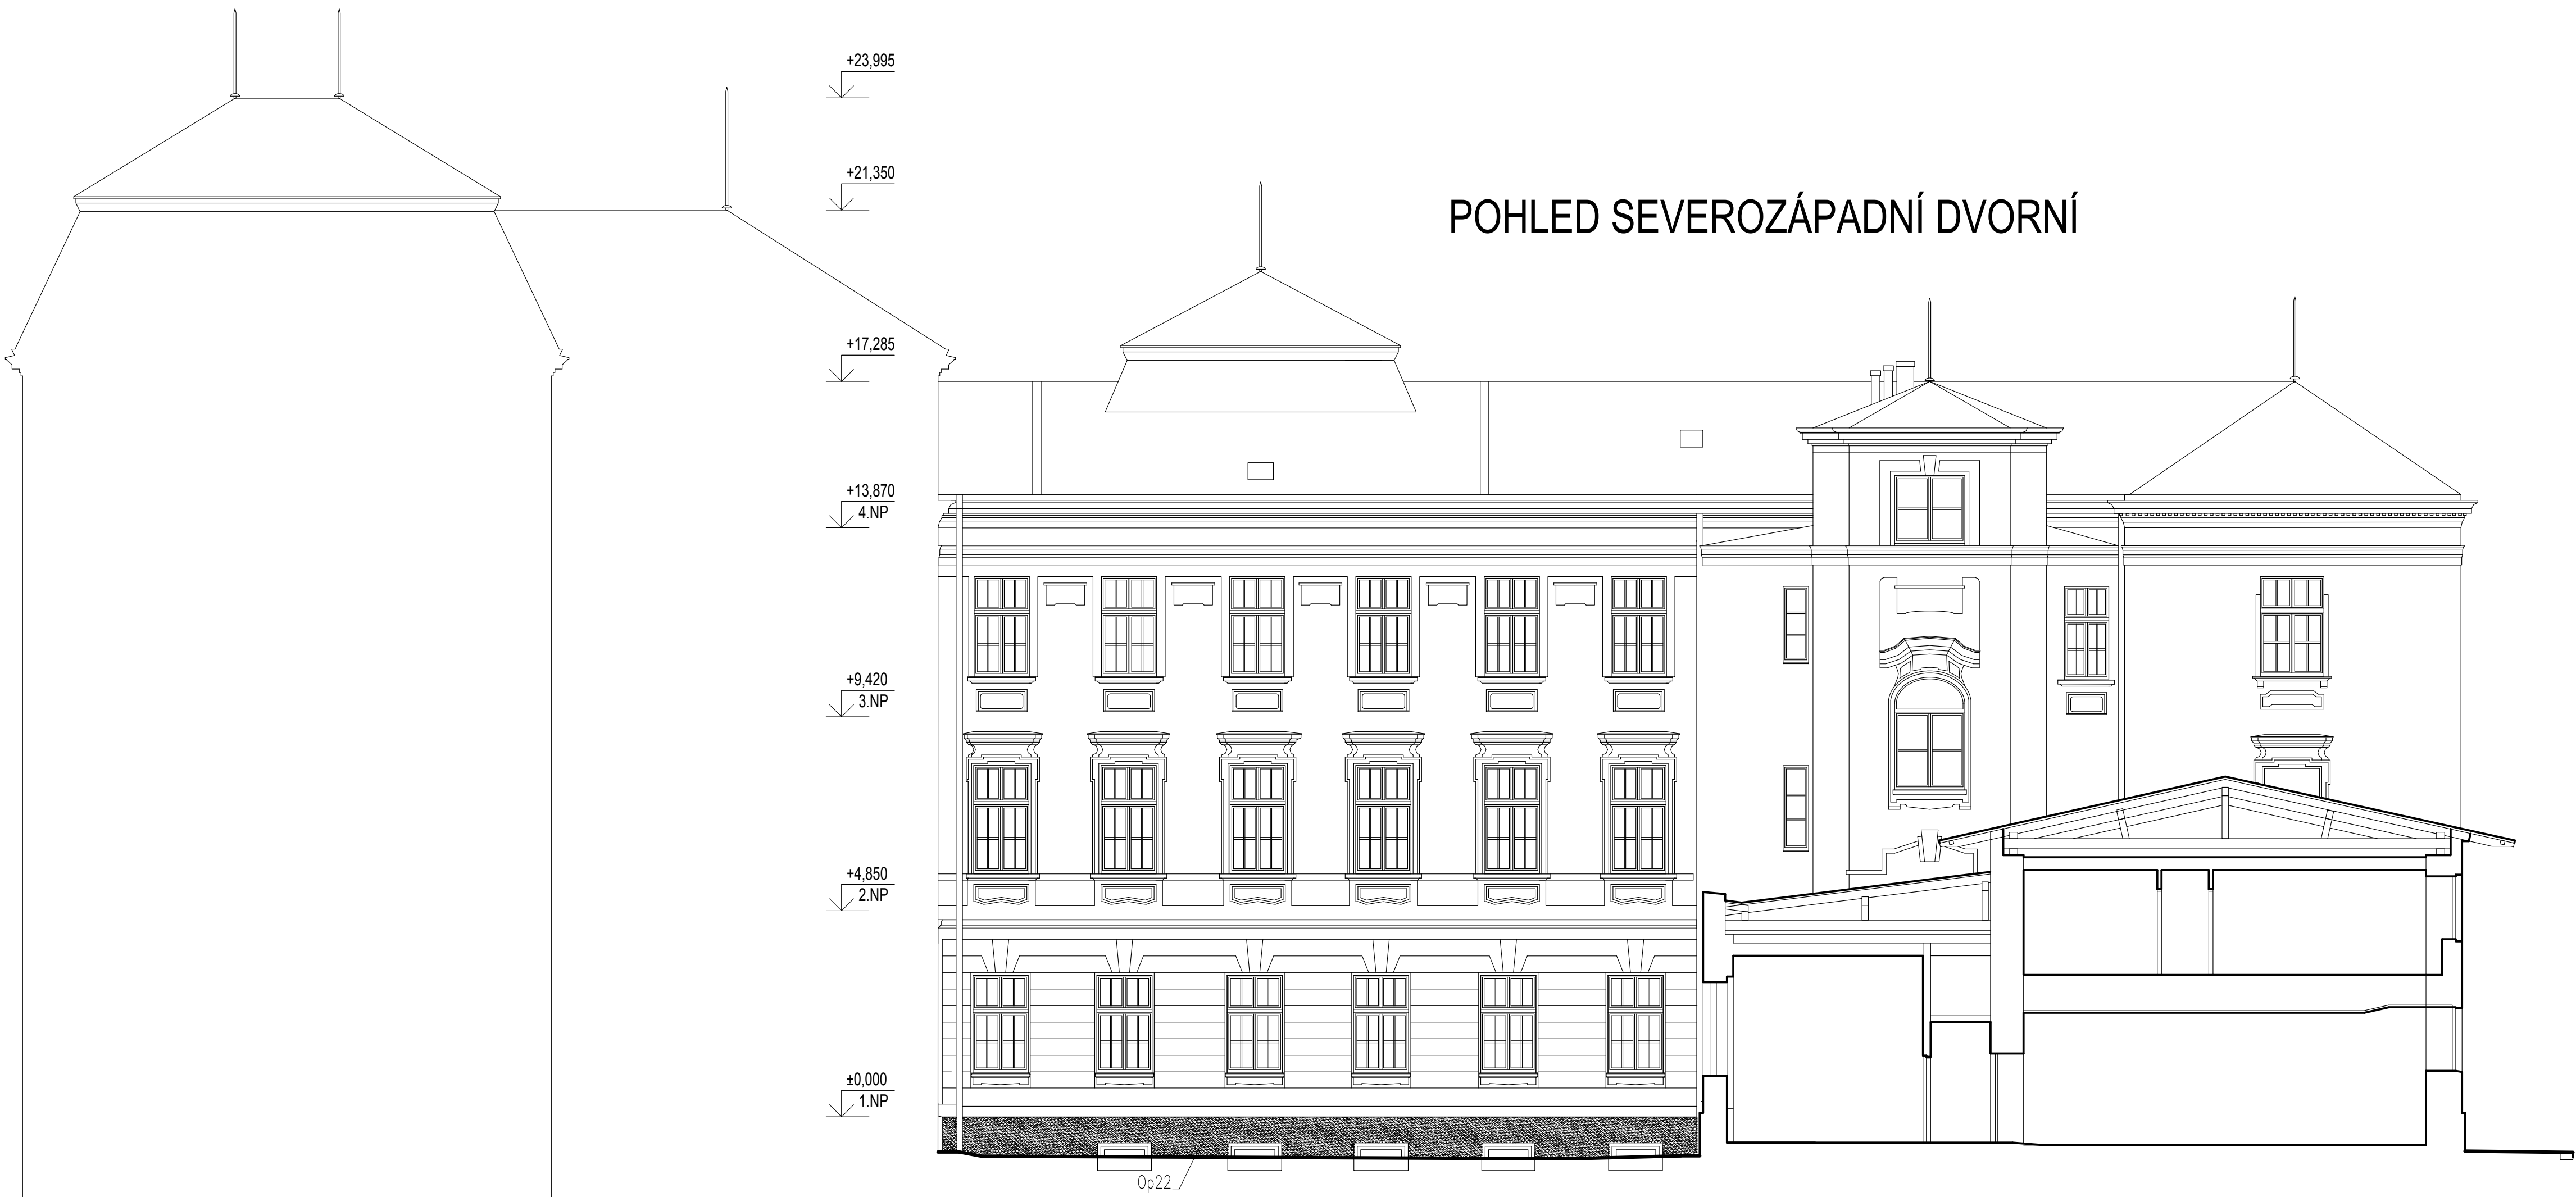 +23,995
+21,350
POHLED SEVEROZÁPADNÍ DVORNÍ
+17,285
+13,870
4.NP
+9,420
3.NP
+4,850
2.NP
±0,000
1.NP
Op22